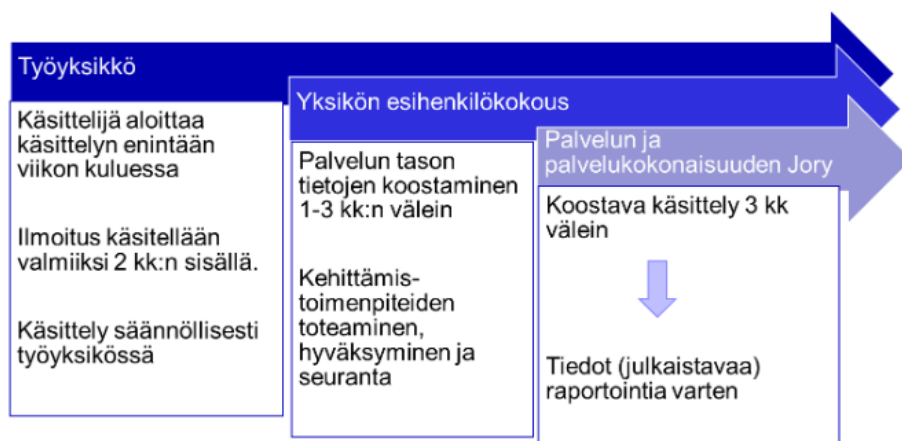 Työyksikkö
Käsittelijä aloittaa
käsittelyn enintään
viikon kuluessa
Ilmoitus käsitellään
valmiiksi 2 kk:n sisällä.
Käsittely säännöllisesti
työyksikössä
Yksikön esihenkilökokous
Palvelun tason
tietojen koostaminen
1-3 kk:n välein
Kehittämis-
toimenpiteiden
toteaminen,
hyväksyminen ja
seuranta
Palvelun ja
palvelukokonaisuuden Jory
Koostava käsittely 3 kk
välein
Tiedot (julkaistavaa)
raportointia varten